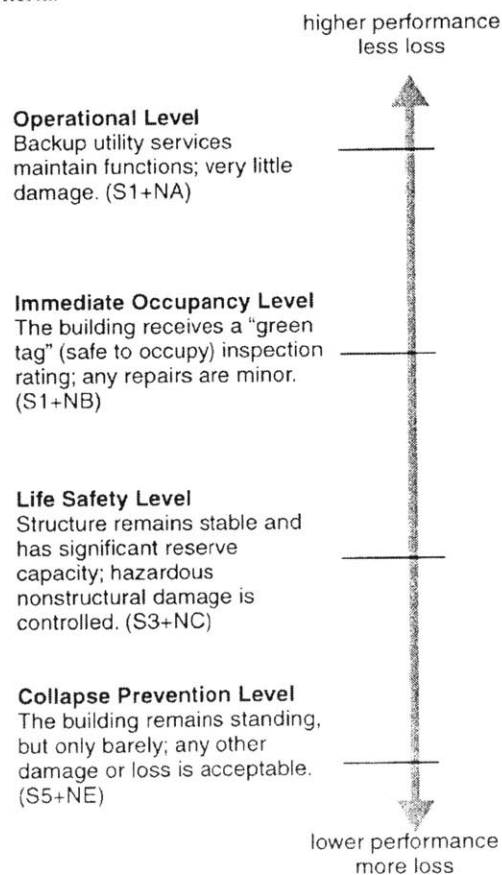 higher performance
less loss
Operational Level
Backup utility services
maintain functions; very little
damage. (S1+NA)
Immediate Occupancy Level
The building receives a “green
tag” (safe to occupy) inspection
rating; any repairs are minor.
(S1+NB)
Life Safety Level
Structure remains stable and
has significant reserve
capacity; hazardous
nonstructural damage is
controlled. (S3+NC)
Collapse Prevention Level
The building remains standing,
but only barely; any other
damage or loss is acceptable.
(S5+NE)
lower performance
more loss